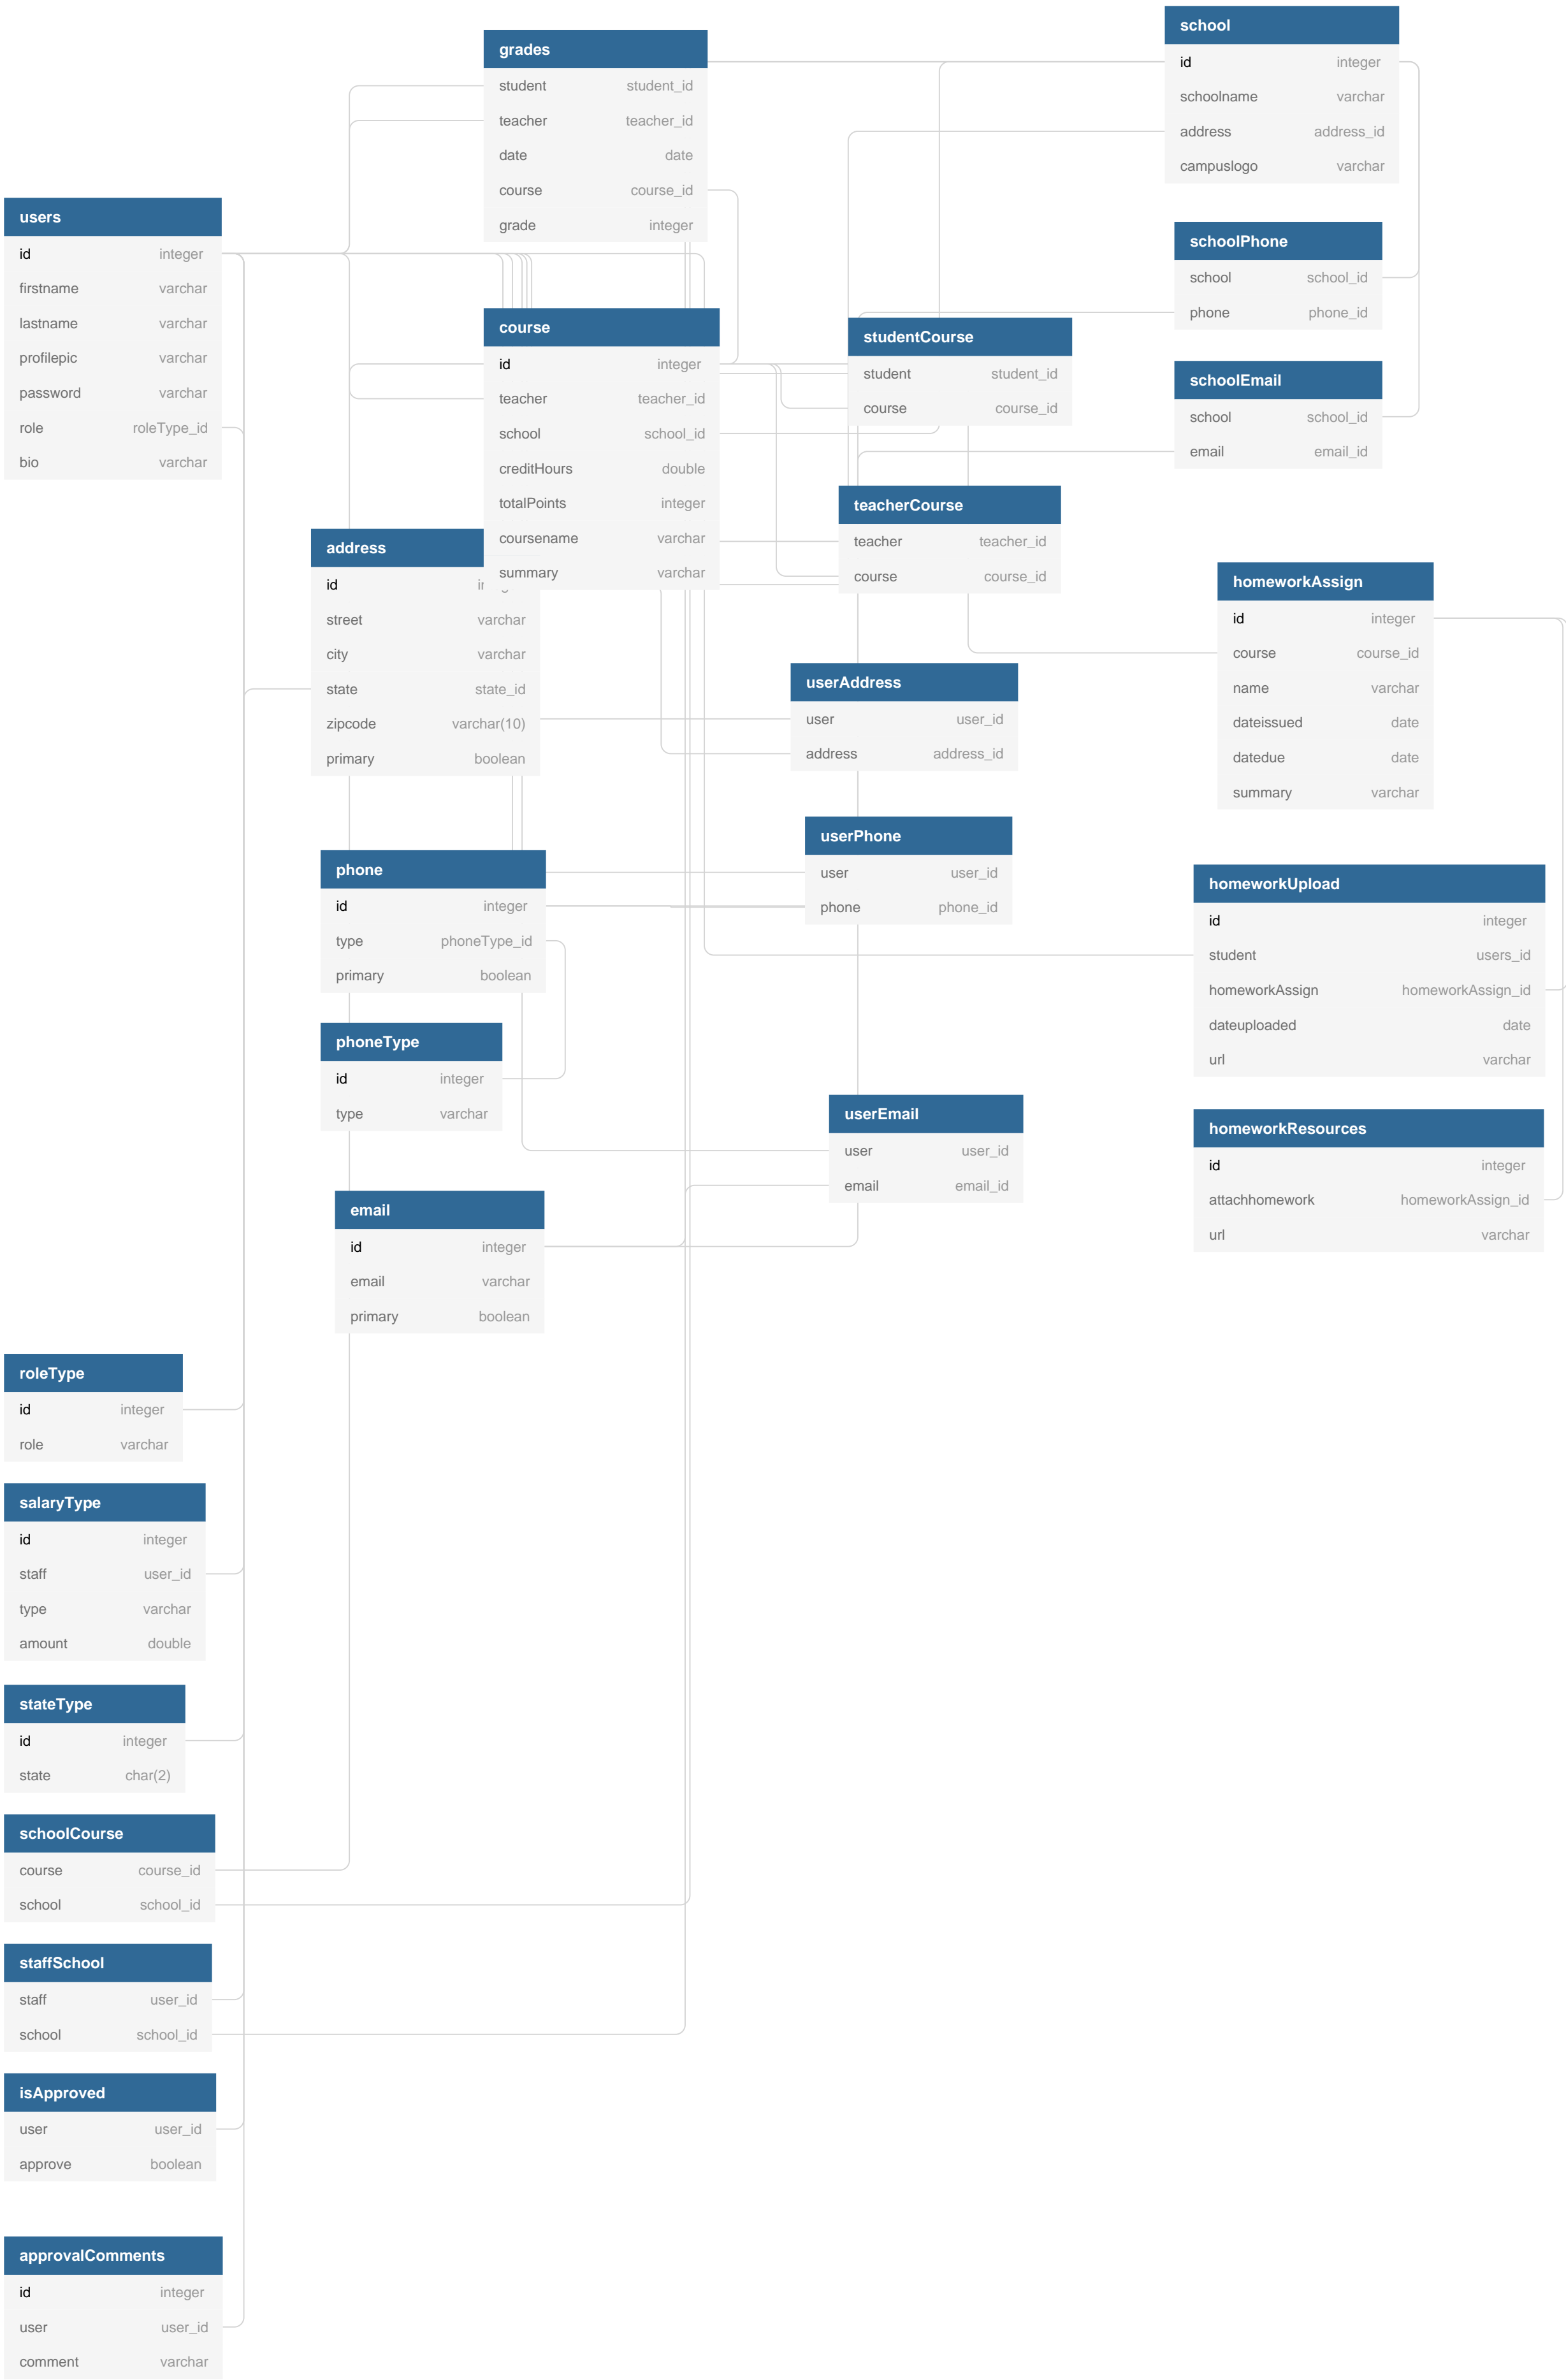 grades
student student_id
teacher teacher_id
date date
course course_id
grade integer
school
id integer
schoolname varchar
address address_id
campuslogo varchar
users
id integer
firstname varchar
lastname varchar
profilepic varchar
password varchar
role roleType_id
bio varchar
schoolPhone
school school_id
phone phone_id
course
id integer
teacher teacher_id
school school_id
creditHours double
totalPoints integer
coursename varchar
summary varchar
studentCourse
student student_id
course course_id
schoolEmail
school school_id
email email_id
teacherCourse
teacher teacher_id
course course_id
address
id
street varchar
city varchar
state state_id
zipcode varchar(10)
primary boolean
homeworkAssign
id integer
course course_id
name varchar
dateissued date
datedue date
summary varchar
userAddress
user user_id
address address_id
userPhone
user user_id
phone phone_id
phone
id integer
type phoneType_id
primary boolean
homeworkUpload
id integer
student users_id
homeworkAssign homeworkAssign_id
dateuploaded date
url varchar
phoneType
id integer
type varchar
userEmail
user user_id
email email_id
homeworkResources
id integer
attachhomework homeworkAssign_id
url varchar
email
id integer
email varchar
primary boolean
roleType
id integer
role varchar
salaryType
id integer
staff user_id
type varchar
amount double
stateType
id integer
state char(2)
schoolCourse
course course_id
school school_id
staffSchool
staff user_id
school school_id
isApproved
user user_id
approve boolean
approvalComments
id integer
user user_id
comment varchar